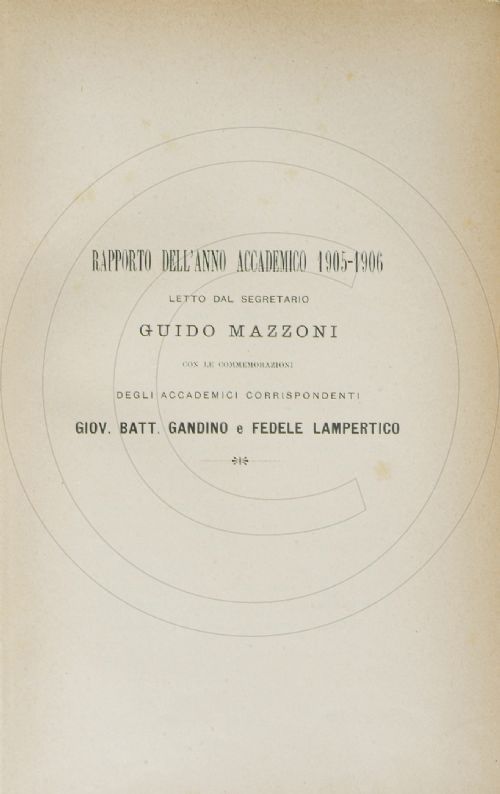 RAPPORTO DELL'ANNO ACCADEMICO 1905-1906
LETTO DAL SEGRETARIO
GUIDO MAZZONI
CON LE COMMEMORAZIONI
DEGLI ACCADEMICI CORRISPONDENTI
GIOV. BATT. GANDINO e FEDELE LAMPERTICO